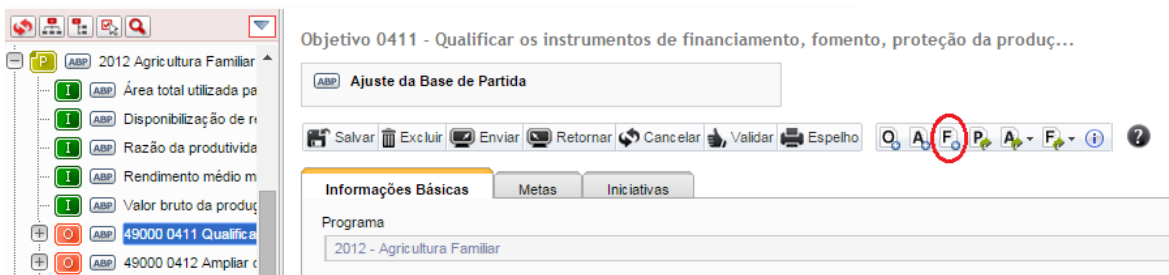 P ABP 2012 Agricultura Familiar
I ABP Área total utilizada pa
I ABP Disponibilização de re
I ABP Razão da produtivida
I ABP Rendimento médio m
I ABP Valor bruto da produç
O ABP 49000 0411 Qualifica
O ABP 49000 0412 Ampliar
Objetivo 0411 - Qualificar os instrumentos de financiamento, fomento, proteção da produç...
ABP Ajuste da Base de Partida
Salvar Excluir Enviar Retornar Cancelar Validar Espelho O A F P A F i ?
Informações Básicas Metas Iniciativas
Programa
2012 - Agricultura Familiar